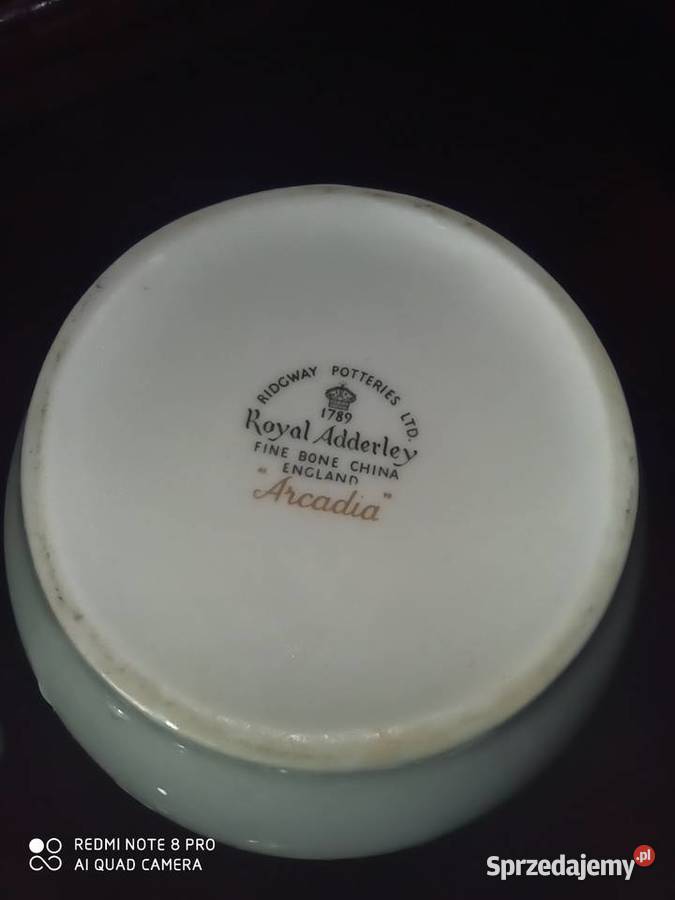 RIDGWAY POTTERIES LTD.
1789
Royal Adderley
FINE BONE CHINA
ENGLAND
"Arcadia"
REDMI NOTE 8 PRO
AI QUAD CAMERA
Sprzedajemy.pl